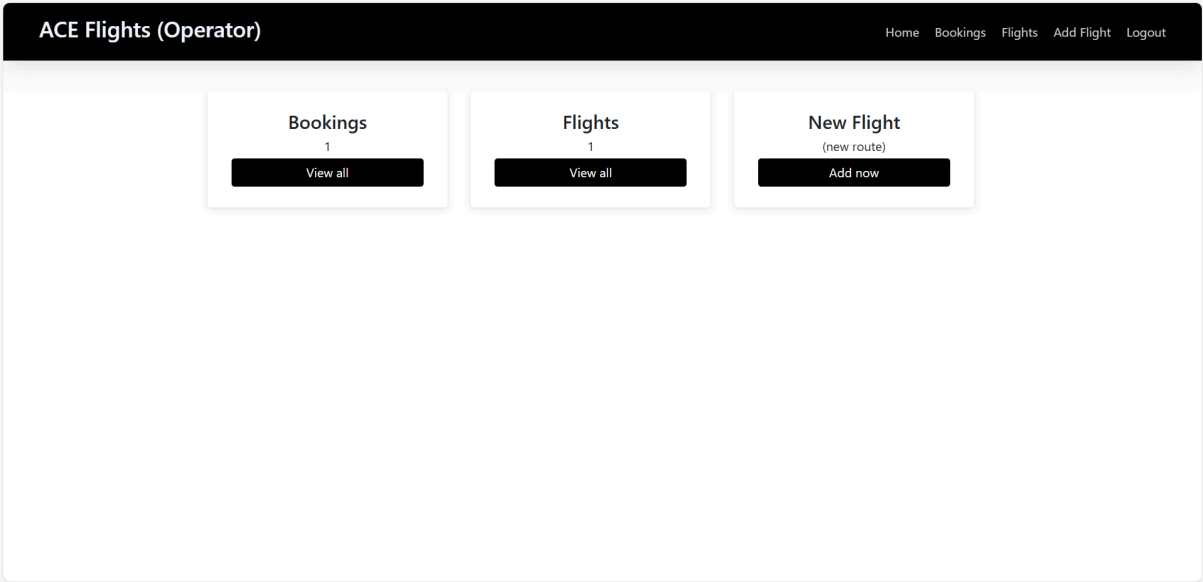 ACE Flights (Operator)
Home Bookings Flights Add Flight Logout
Bookings
1
View all
Flights
1
View all
New Flight
(new route)
Add now